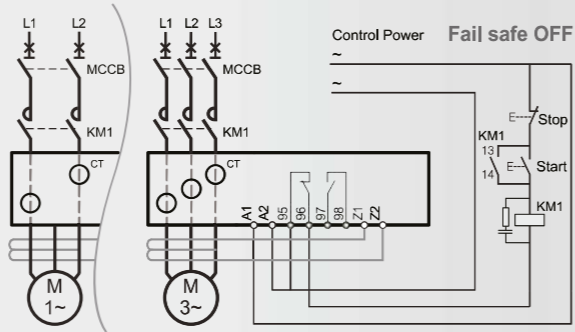 L1 L2
MCCB
KM1
CT
M
1~
L1 L2 L3
MCCB
KM1
CT
A1 A2 95 96 97 98 Z1 Z2
M
3~
Control Power Fail safe OFF
~
~
E Stop
KM1
13
14
E Start
KM1